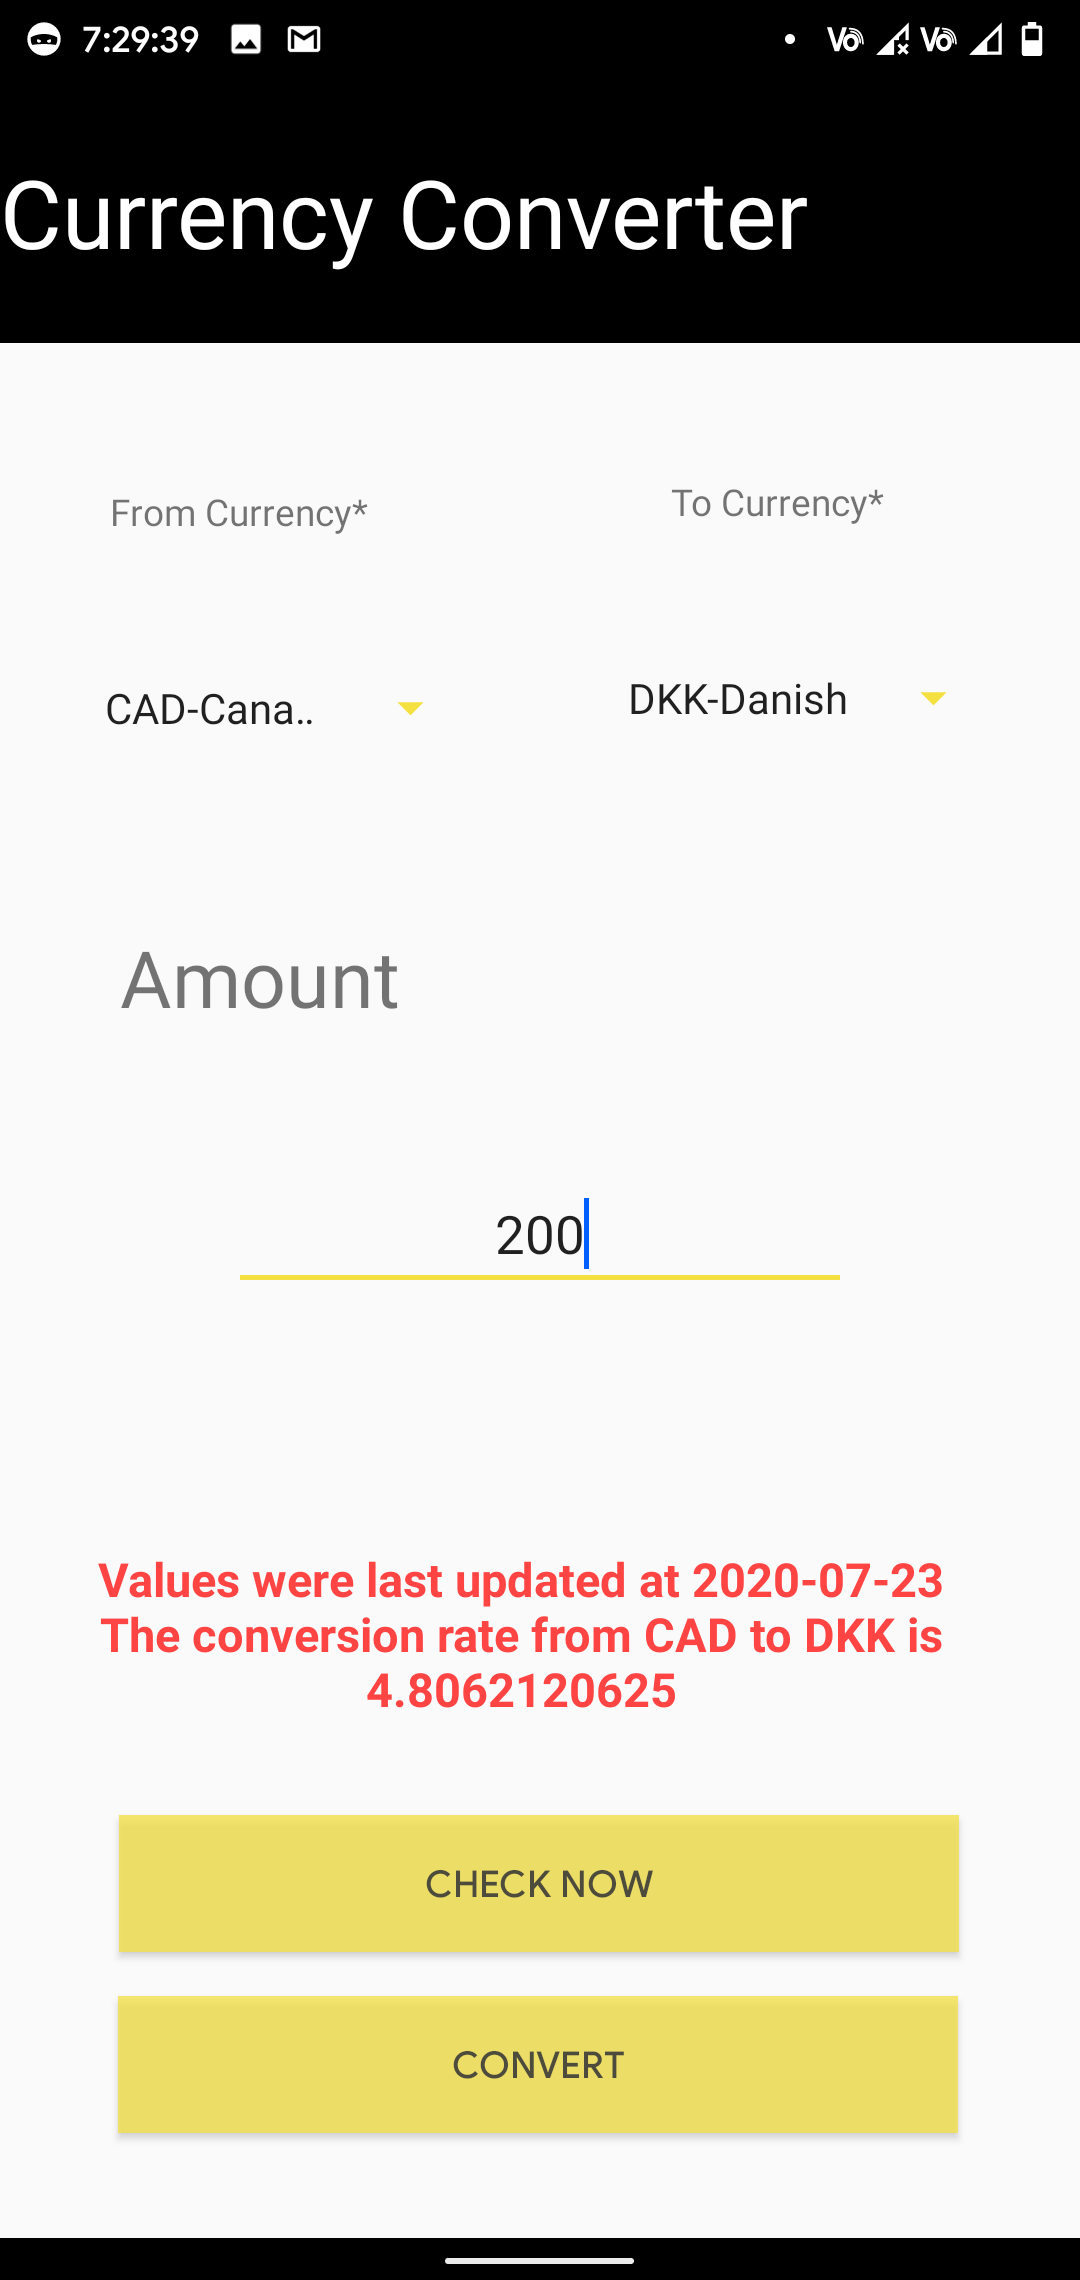 7:29:39
Currency Converter
From Currency*
To Currency*
CAD-Cana..
DKK-Danish
Amount
200
Values were last updated at 2020-07-23
The conversion rate from CAD to DKK is
4.8062120625
CHECK NOW
CONVERT